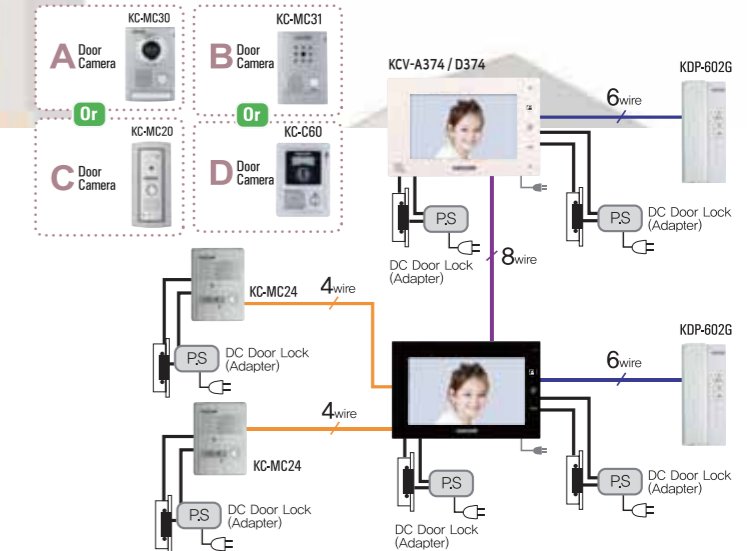 KC-MC30
A Door
Camera
KC-MC31
B Door
Camera
Or
Or
KC-MC20
C Door
Camera
KC-C60
D Door
Camera
KCV-A374 / D374
6wire
KDP-602G
P.S
DC Door Lock
(Adapter)
P.S
DC Door Lock
(Adapter)
8wire
KC-MC24
4wire
P.S
DC Door Lock
(Adapter)
6wire
KDP-602G
4wire
KC-MC24
P.S
DC Door Lock
(Adapter)
P.S
DC Door Lock
(Adapter)
P.S
DC Door Lock
(Adapter)